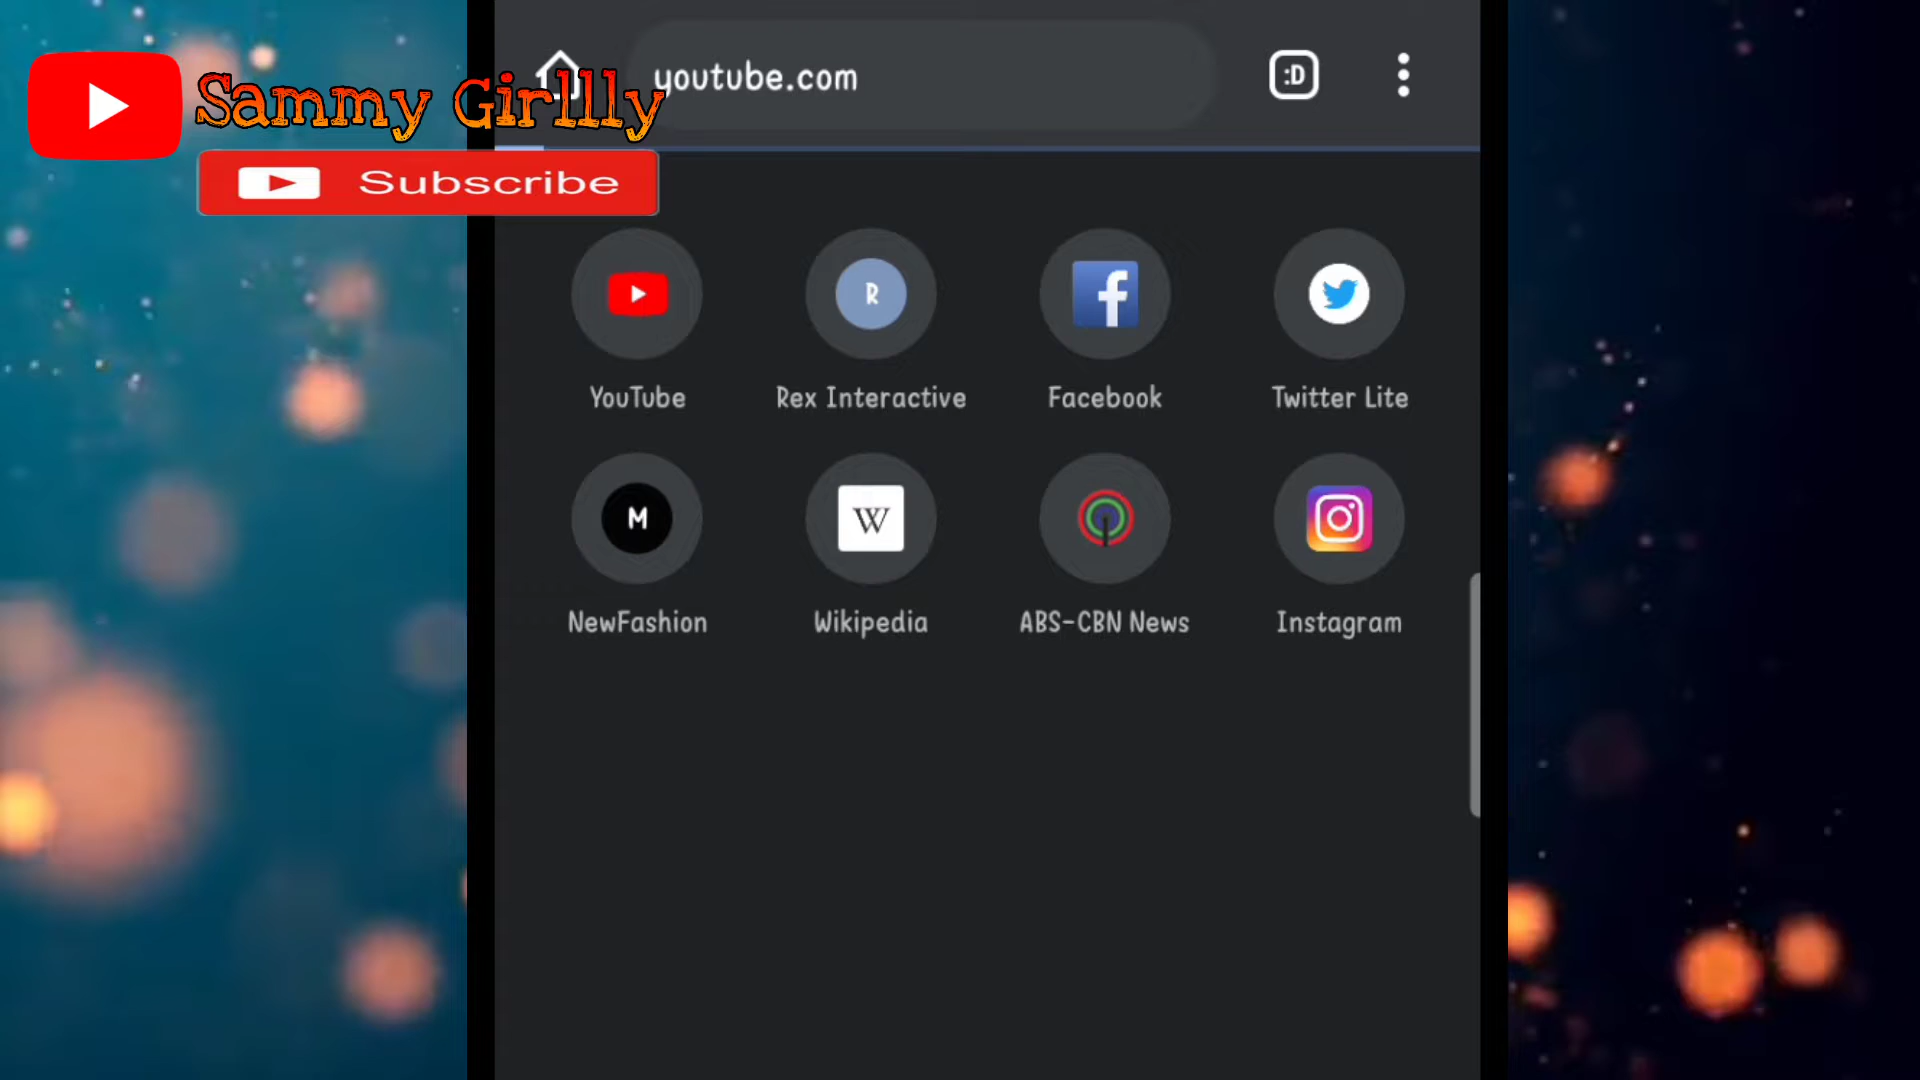 youtube.com
:D
Sammy Girllly
Subscribe
R
f
YouTube
Rex Interactive
Facebook
Twitter Lite
M
W
NewFashion
Wikipedia
ABS-CBN News
Instagram